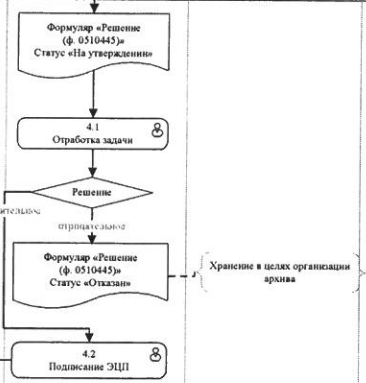 Формуляр «Решение
(ф. 0510445)»
Статус «На утверждении»
4.1
Отработка задачи
Решение
отрицательное
Формуляр «Решение
(ф. 0510445)»
Статус «Отказан»
Хранение в целях организации
архива
4.2
Подписание ЭЦП